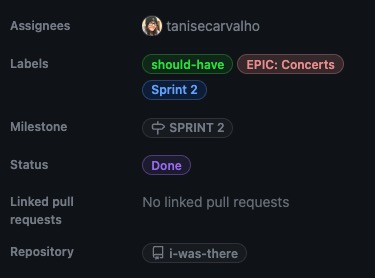 Assignees tanisecarvalho
Labels should-have EPIC: Concerts
Sprint 2
Milestone SPRINT 2
Status Done
Linked pull No linked pull requests
requests
Repository i-was-there